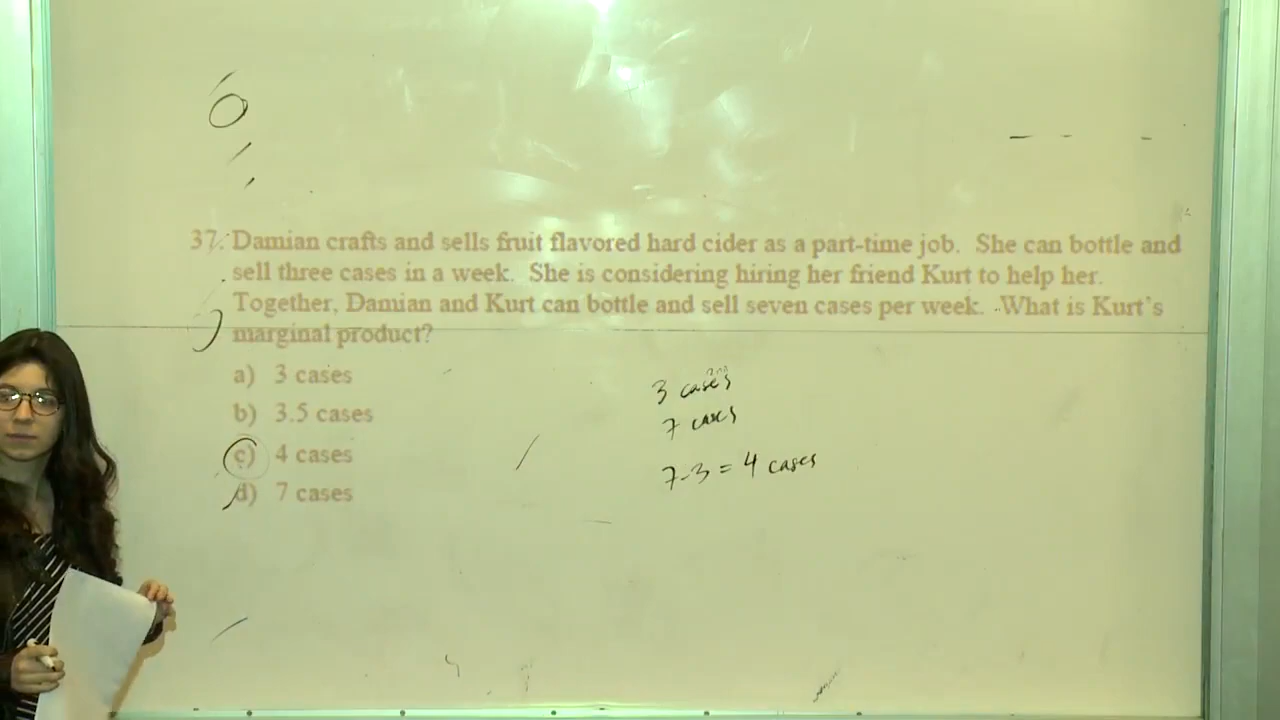 37. Damian crafts and sells fruit flavored hard cider as a part-time job. She can bottle and
sell three cases in a week. She is considering hiring her friend Kurt to help her.
Together, Damian and Kurt can bottle and sell seven cases per week. What is Kurt's
marginal product?
a) 3 cases
b) 3.5 cases
c) 4 cases
d) 7 cases
3 cases
7 cases
7-3 = 4 cases